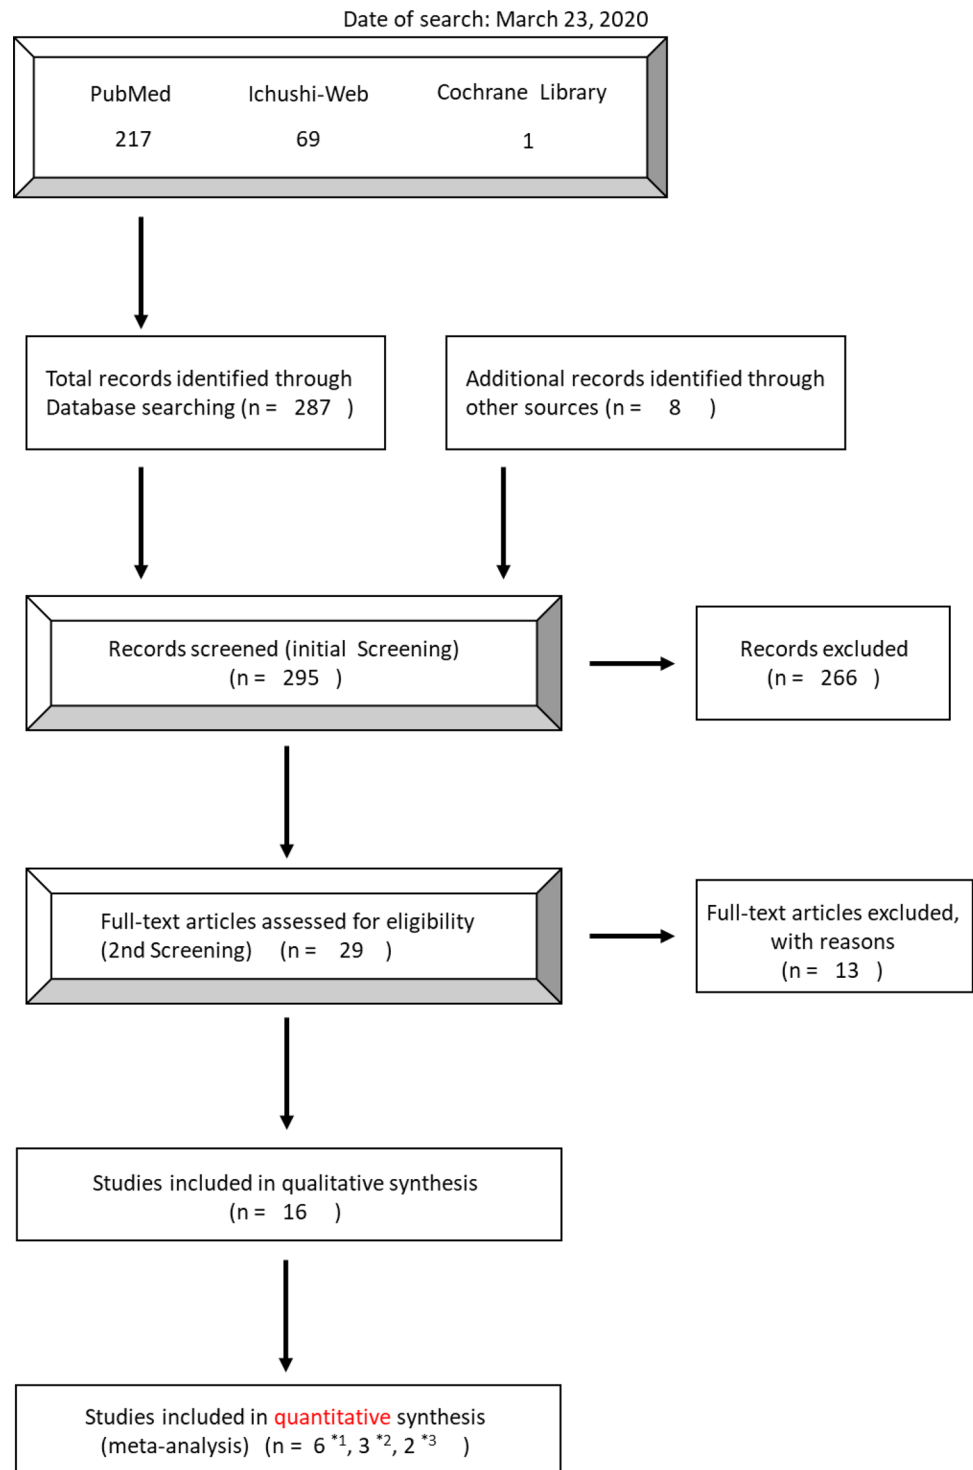 Date of search: March 23, 2020
PubMed Ichushi-Web Cochrane Library
217 69 1
Total records identified through
Database searching (n = 287 )
Additional records identified through
other sources (n = 8 )
Records screened (initial Screening)
(n = 295 )
Records excluded
(n = 266 )
Full-text articles assessed for eligibility
(2nd Screening) (n = 29 )
Full-text articles excluded,
with reasons
(n = 13 )
Studies included in qualitative synthesis
(n = 16 )
Studies included in quantitative synthesis
(meta-analysis) (n = 6 *1, 3 *2, 2 *3 )